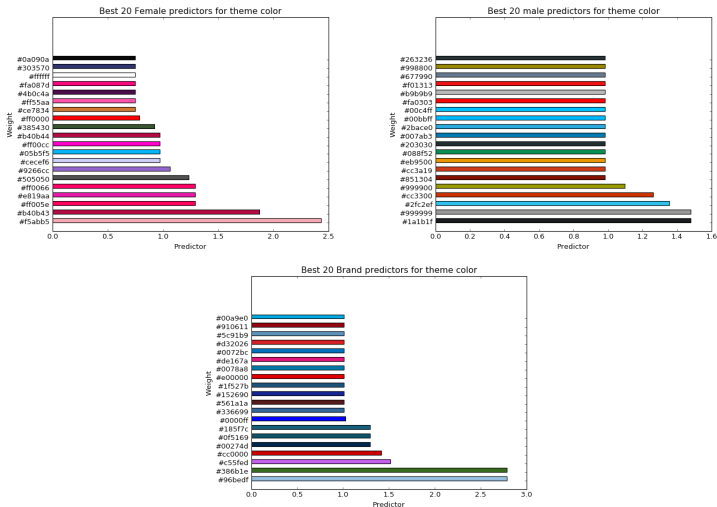 Best 20 Female predictors for theme color
Weight
#0a090a
#303570
#ffffff
#fa087d
#4b0c4a
#ff55aa
#ce7834
#ff0000
#385430
#b40b44
#ff00cc
#05b5f5
#cecef6
#9266cc
#505050
#ff0066
#e819aa
#ff005e
#b40b43
#f5abb5
0.0 0.5 1.0 1.5 2.0 2.5
Predictor
Best 20 male predictors for theme color
Weight
#263236
#998800
#677990
#f01313
#b9b9b9
#fa0303
#00c4ff
#00bbff
#2bace0
#007ab3
#203030
#088f52
#eb9500
#cc3a19
#851304
#999900
#cc3300
#2fc2ef
#999999
#1a1b1f
0.0 0.2 0.4 0.6 0.8 1.0 1.2 1.4 1.6
Predictor
Best 20 Brand predictors for theme color
Weight
#00a9e0
#910611
#5c91b9
#d32026
#0072bc
#de167a
#0078a8
#e00000
#1f527b
#152690
#561a1a
#336699
#0000ff
#185f7c
#0f5169
#00274d
#cc0000
#c55fed
#386b1e
#96bedf
0.0 0.5 1.0 1.5 2.0 2.5 3.0
Predictor